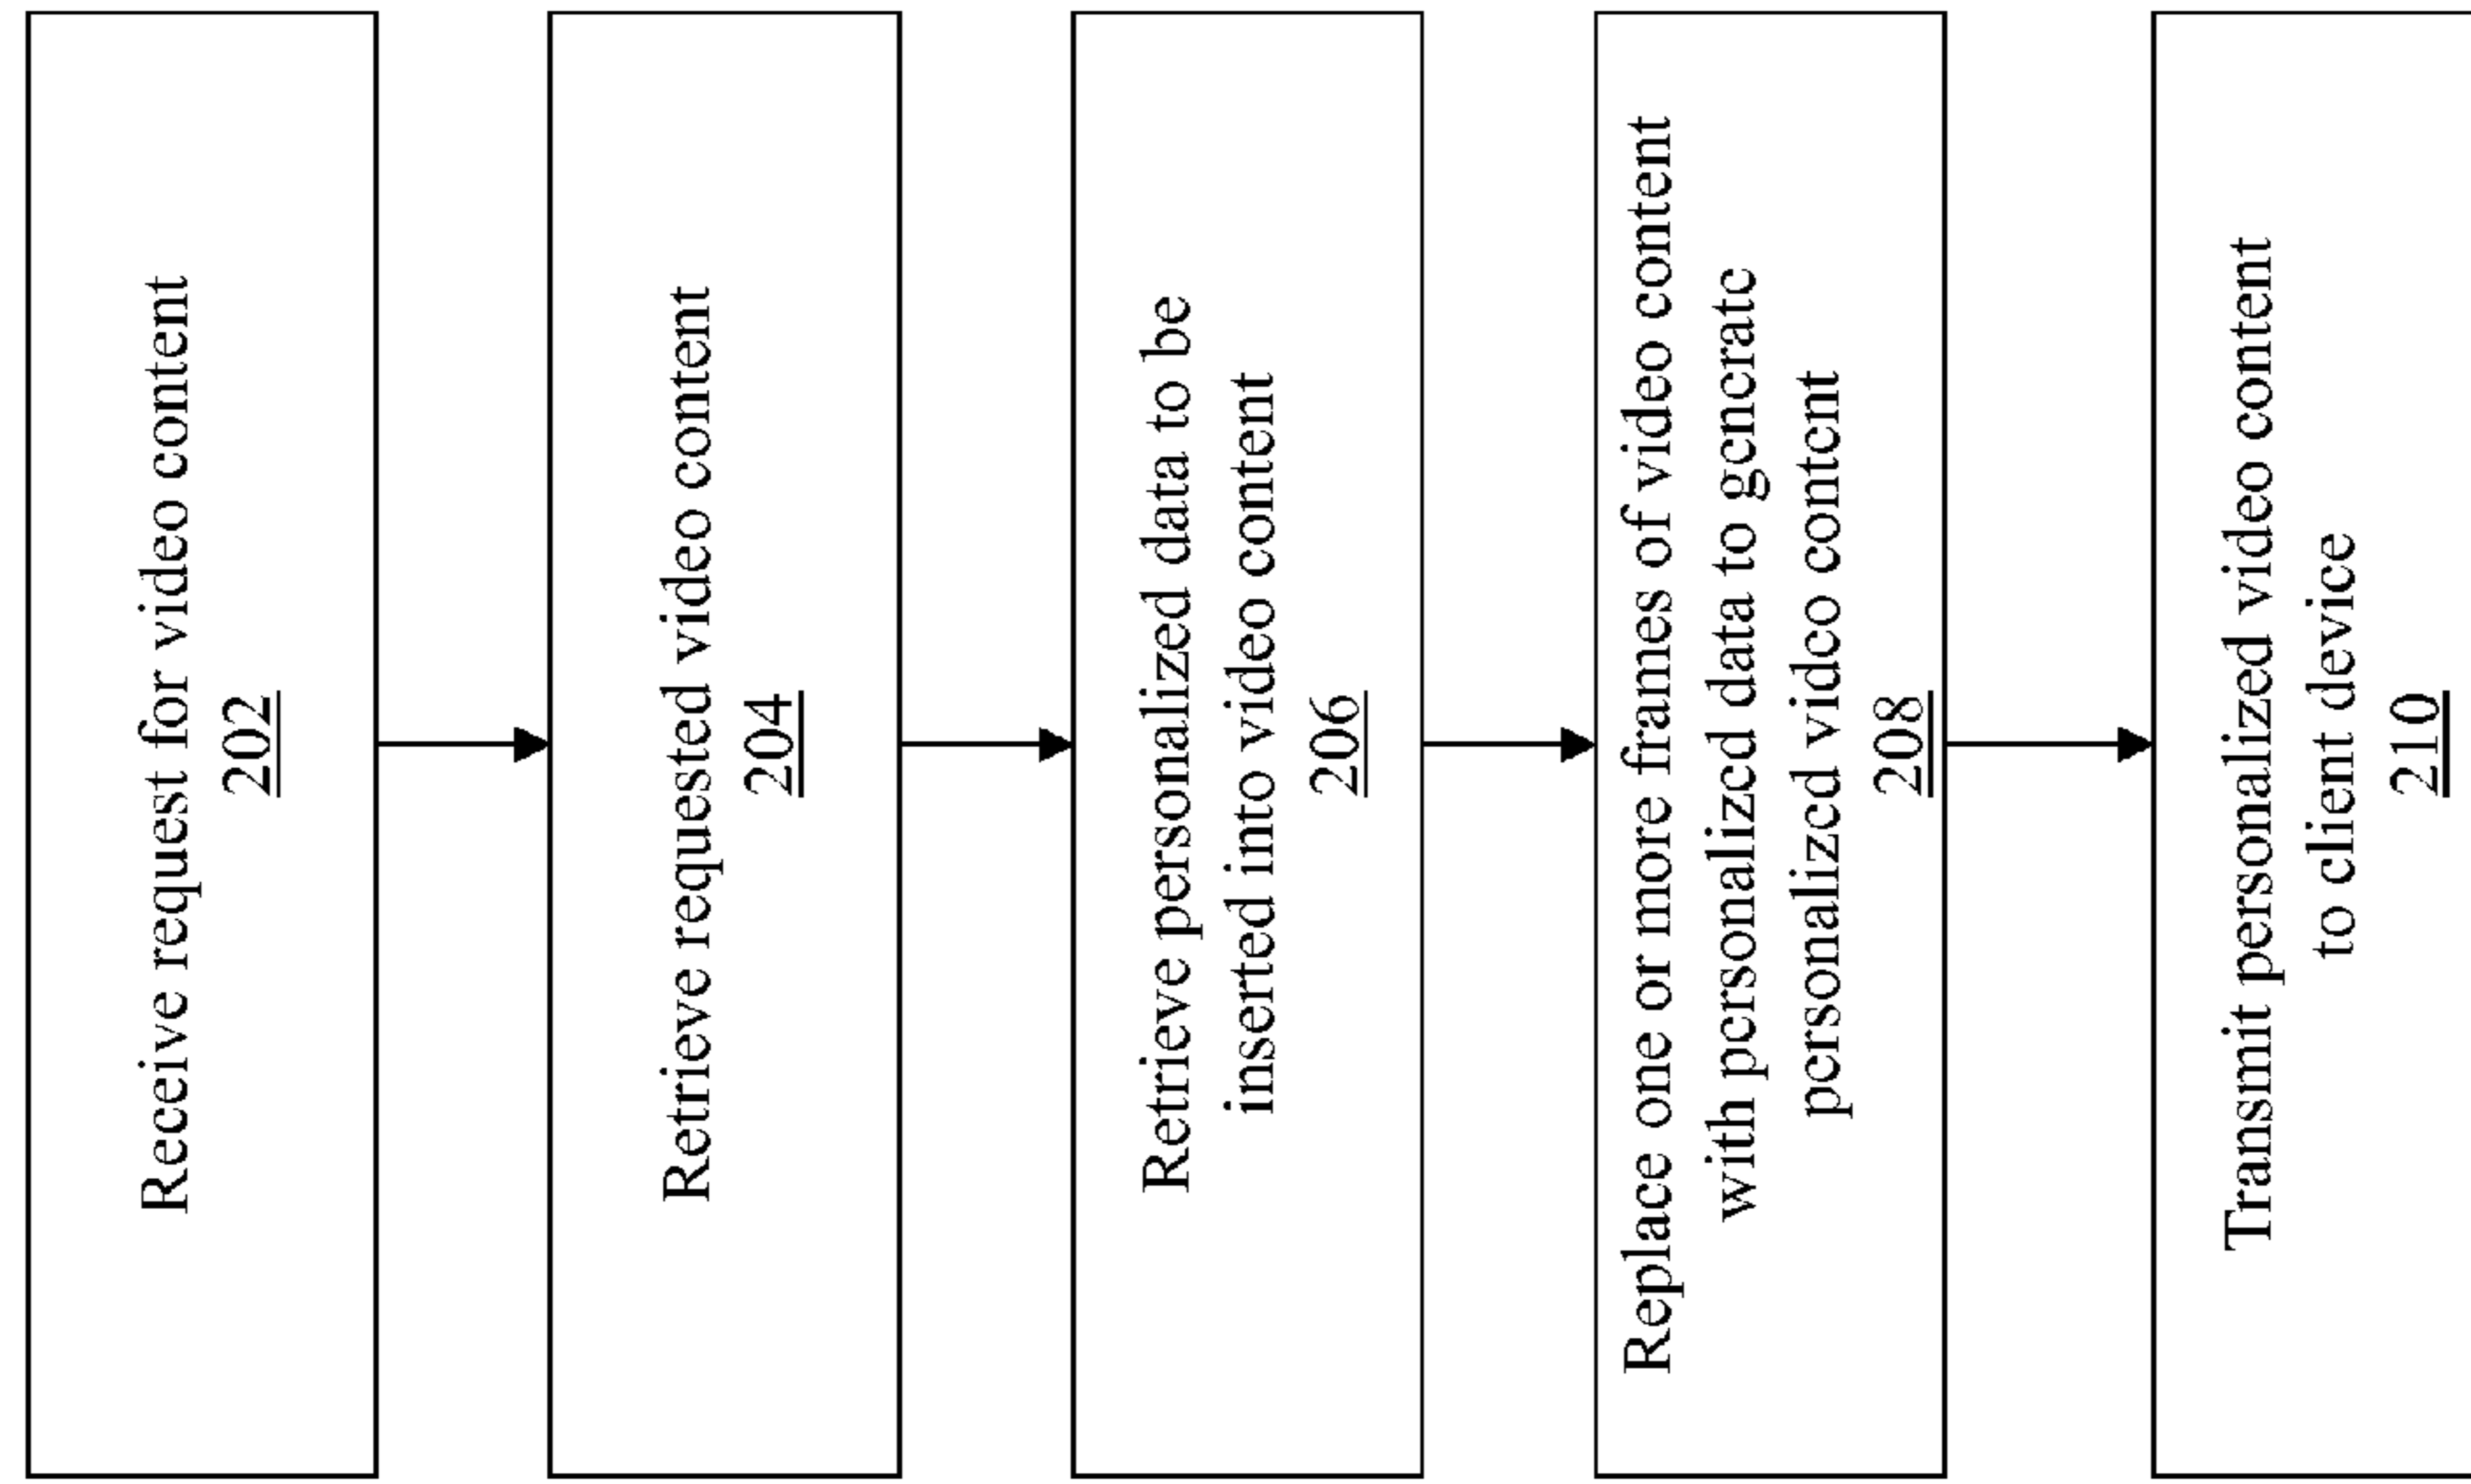 Receive request for video content
202
Retrieve requested video content
204
Retrieve personalized data to be
inserted into video content
206
Replace one or more frames of video content
with personalized data to generate
personalized video content
208
Transmit personalized video content
to client device
210